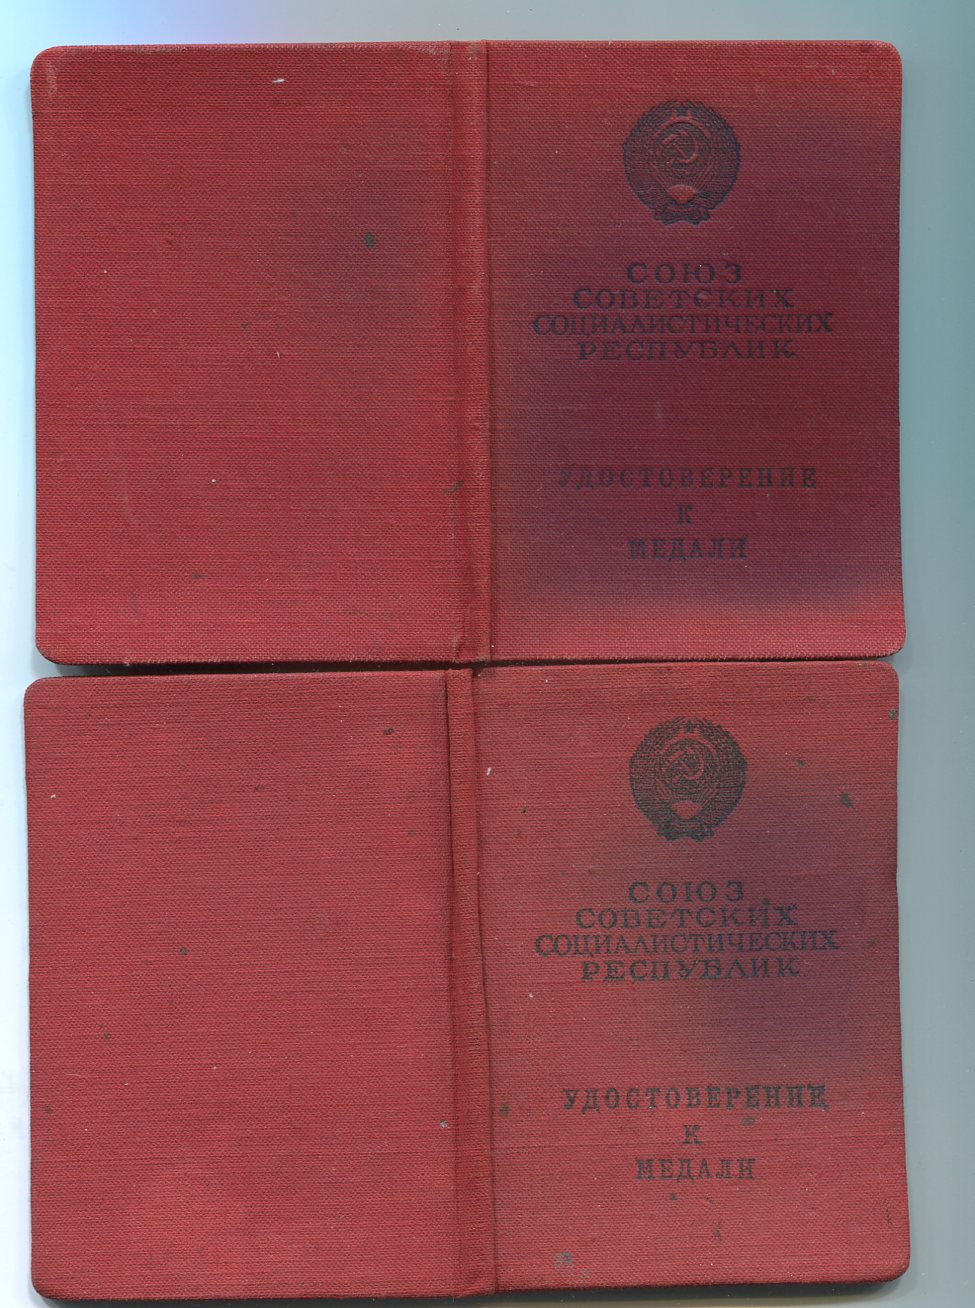 СОЮЗ
СОВЕТСКИХ
СОЦИАЛИСТИЧЕСКИХ
РЕСПУБЛИК
УДОСТОВЕРЕНИЕ
К
МЕДАЛИ
СОЮЗ
СОВЕТСКИХ
СОЦИАЛИСТИЧЕСКИХ
РЕСПУБЛИК
УДОСТОВЕРЕНИЕ
К
МЕДАЛИ